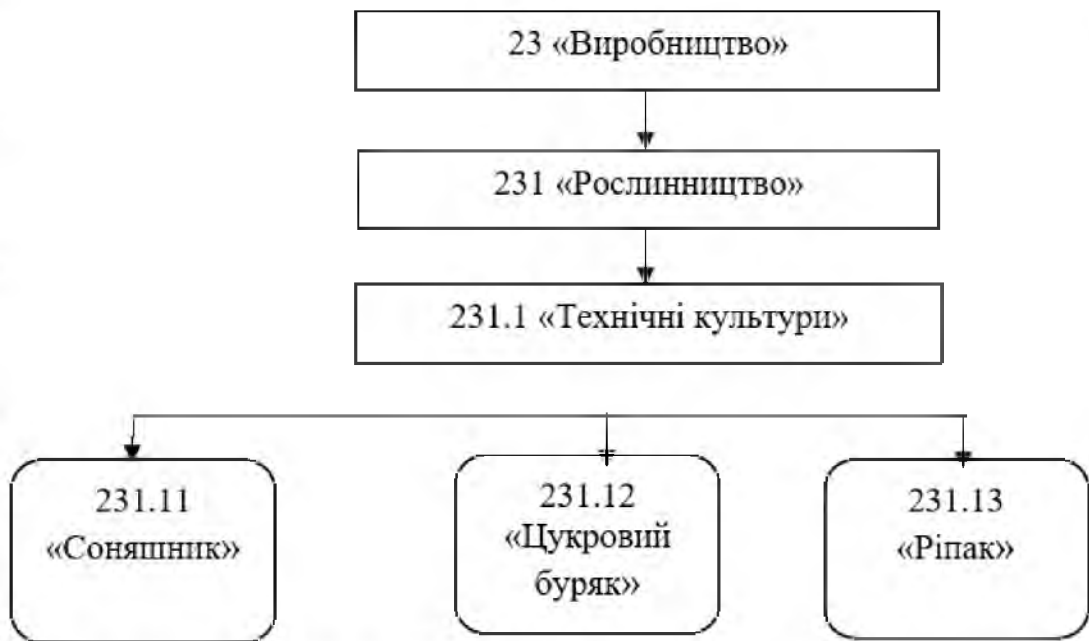 23 «Виробництво»
231 «Рослинництво»
231.1 «Технічні культури»
231.11
«Соняшник»
231.12
«Цукровий
буряк»
231.13
«Ріпак»